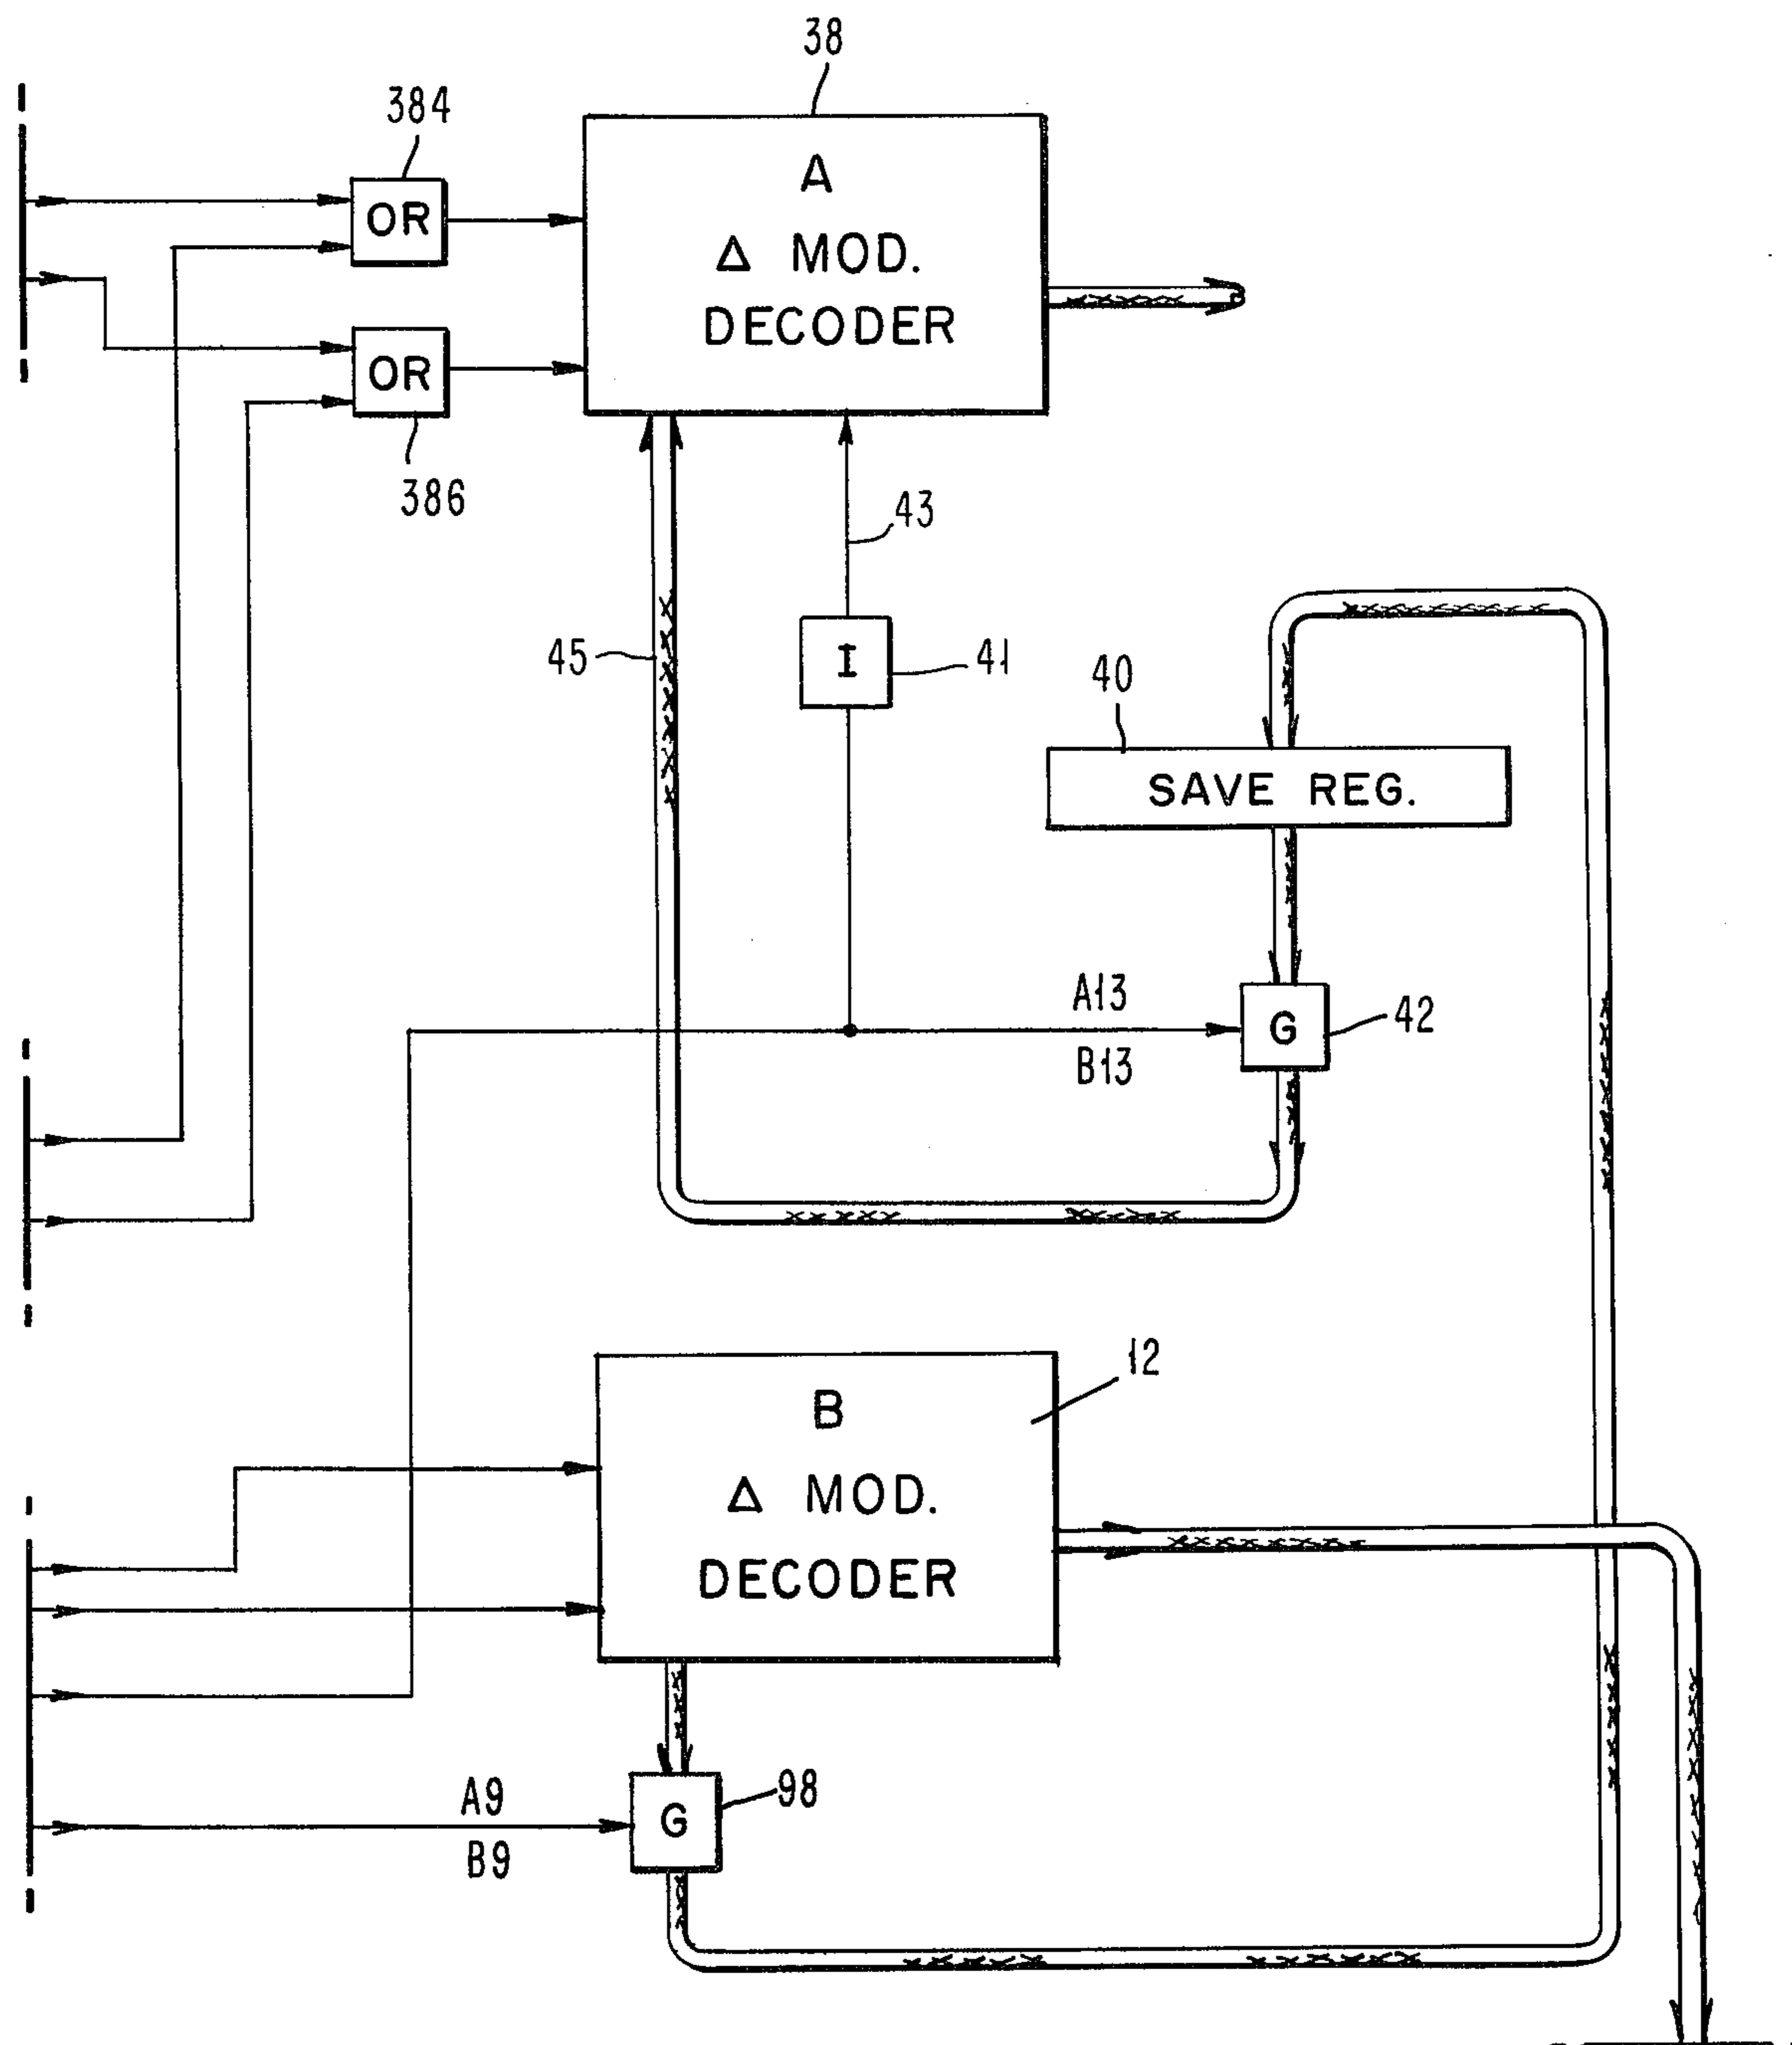 38
384
OR
A
Δ MOD.
DECODER
OR
386
43
45
I
41
40
SAVE REG.
A13
G
42
B13
12
B
Δ MOD.
DECODER
A9
G
98
B9